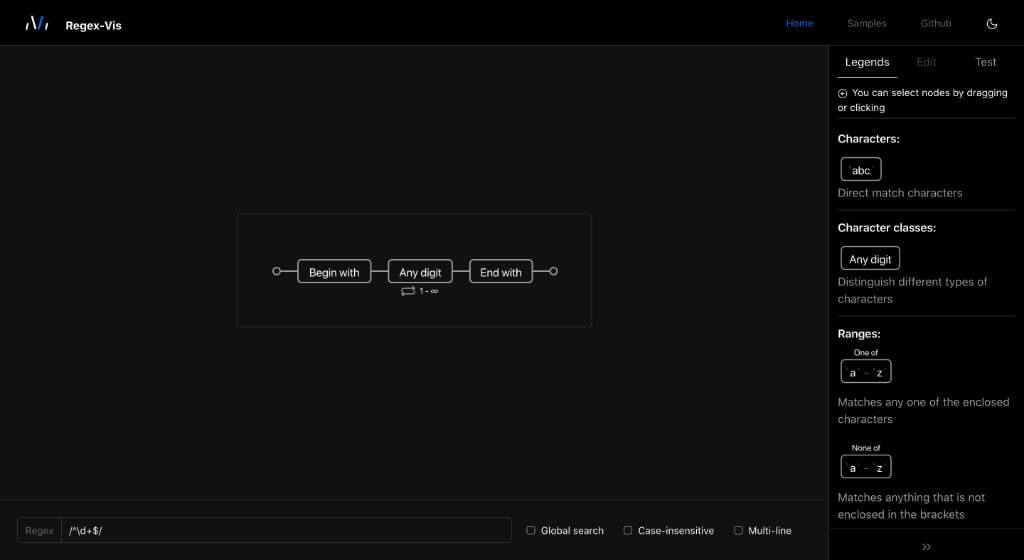 Regex-Vis
Home
Samples
Github
Legends
Edit
Test
You can select nodes by dragging
or clicking
Characters:
`abc`
Direct match characters
Character classes:
Any digit
Distinguish different types of
characters
Ranges:
One of
`a` - `z`
Matches any one of the enclosed
characters
None of
`a` - `z`
Matches anything that is not
enclosed in the brackets
Begin with
Any digit
End with
1 - ∞
Regex
/^\d+$/
Global search
Case-insensitive
Multi-line